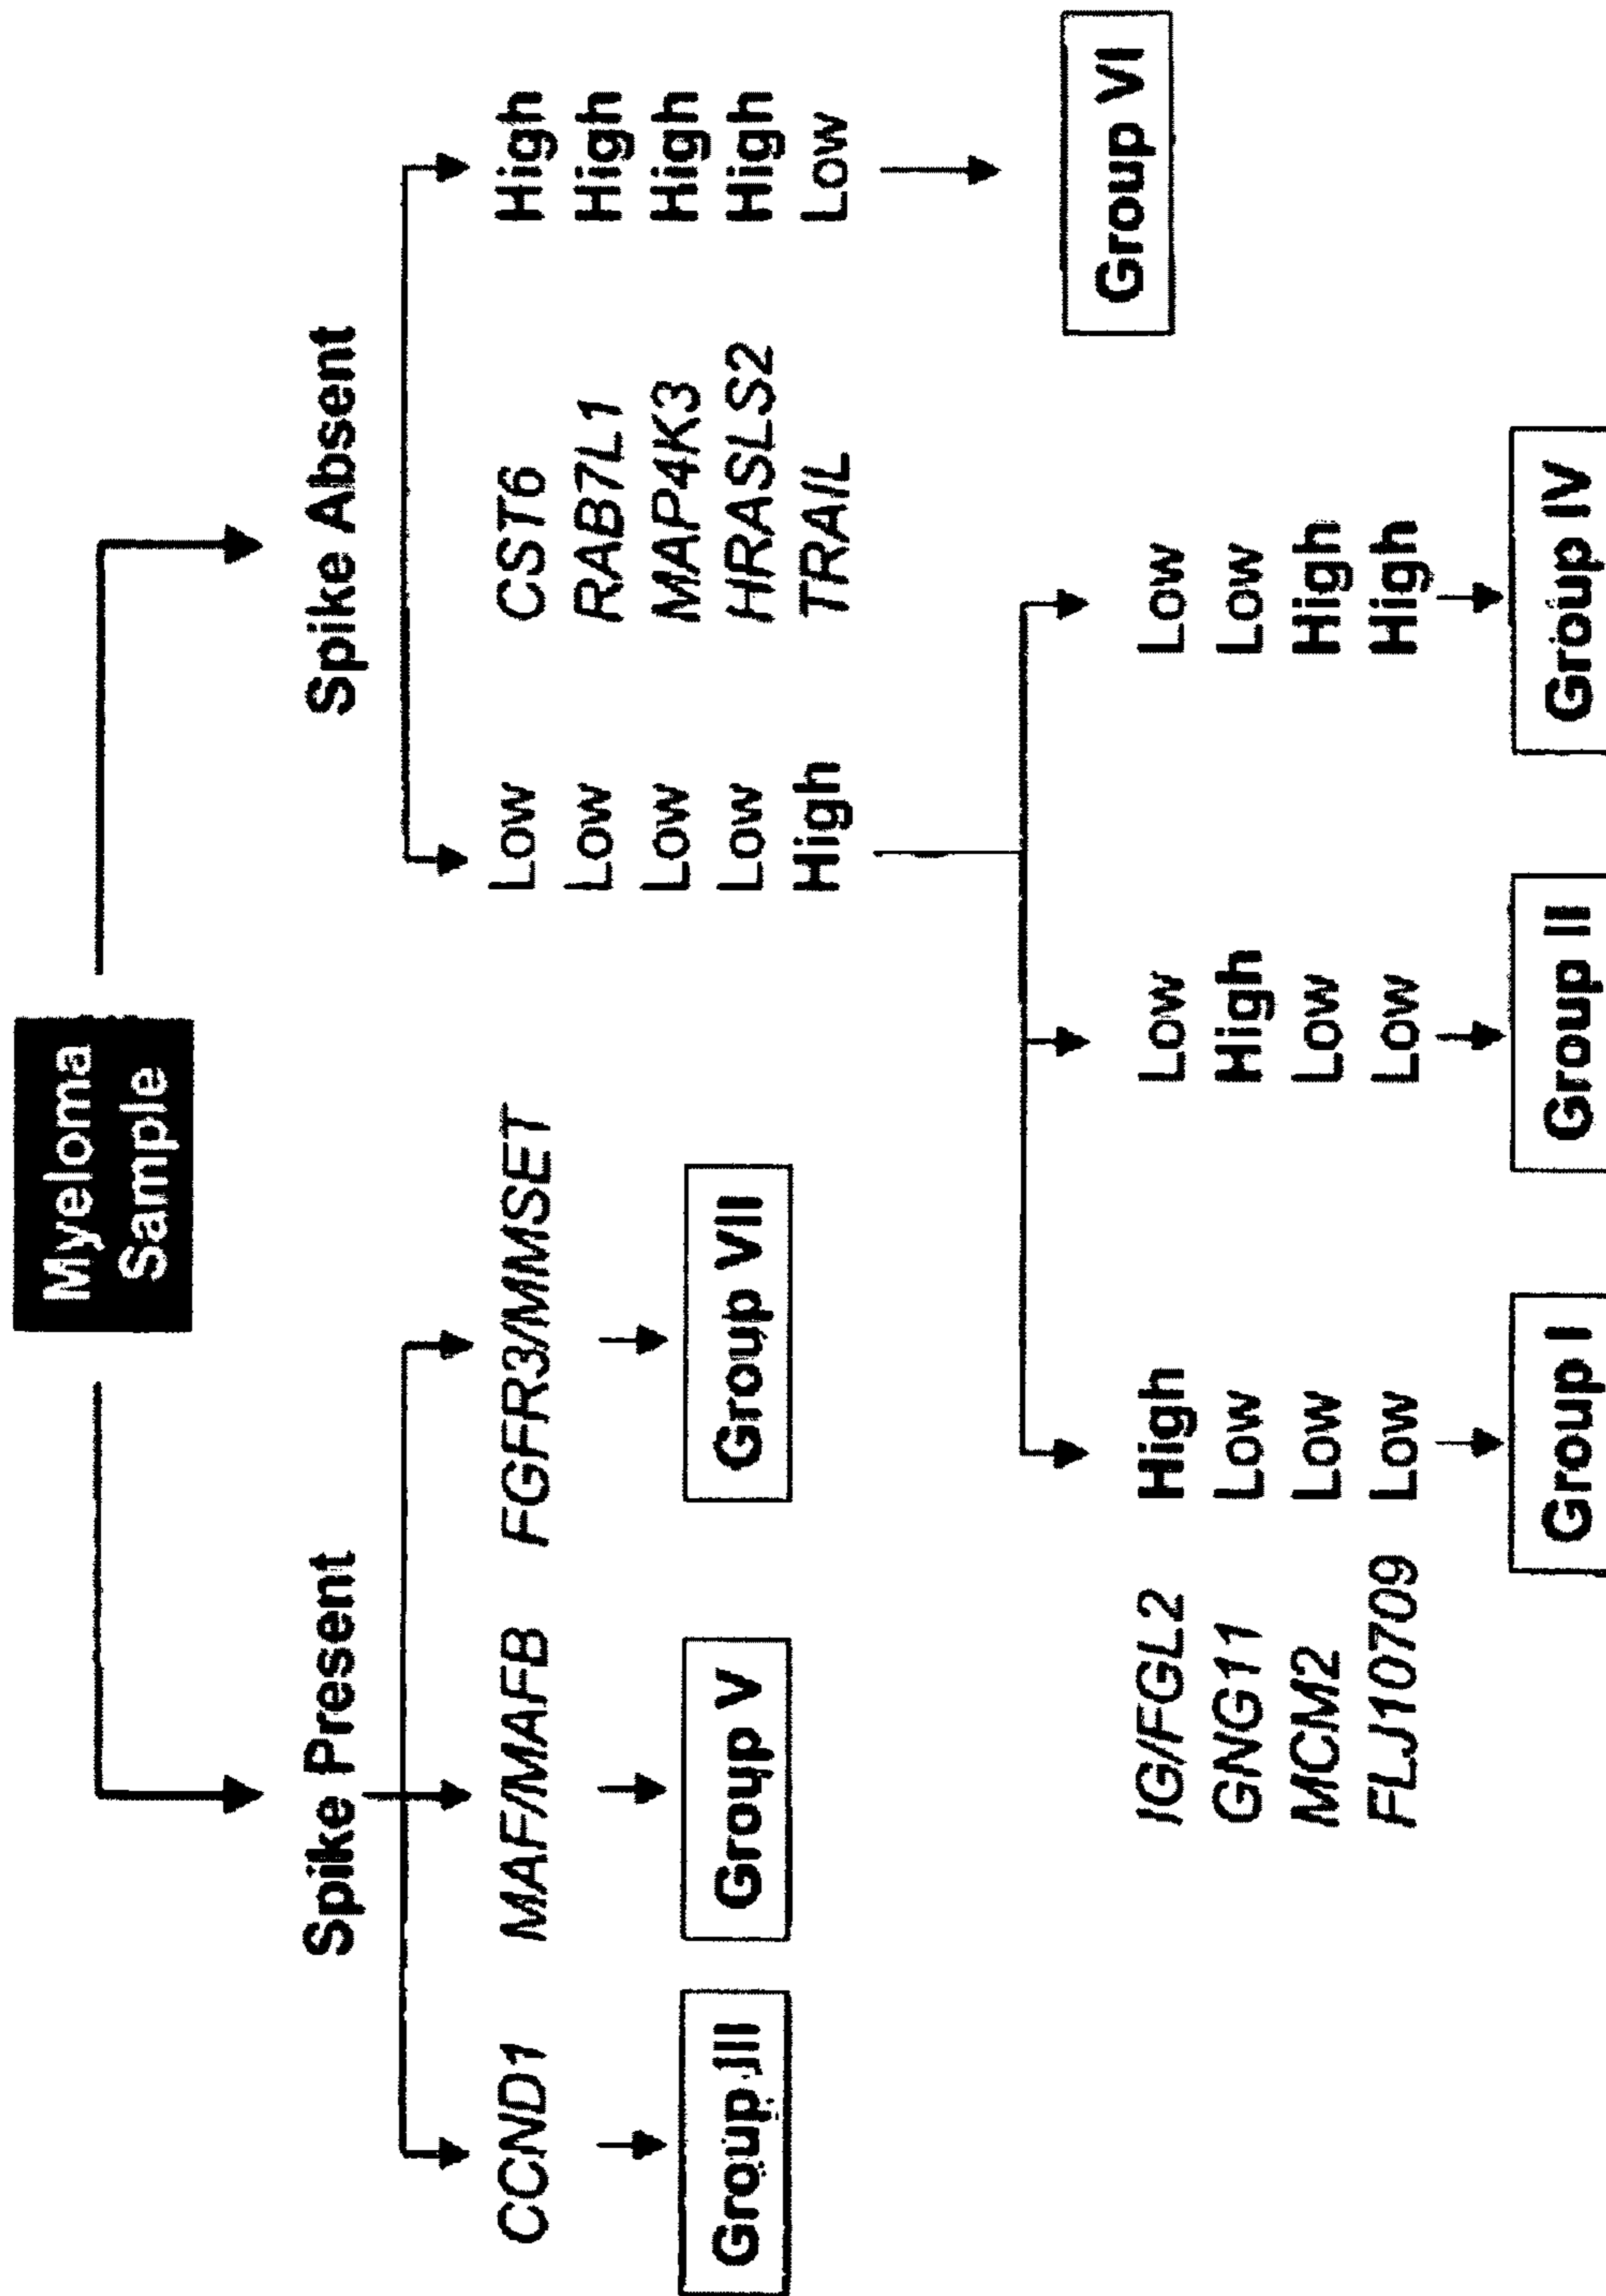 Myeloma
Sample
Spike Present
Spike Absent
CCND1
MAF/MAFB
FGFR3/MMSET
Group III
Group V
Group VII
Low CST6 High
Low RAB7L1 High
Low MAP4K3 High
Low HRASLS2 High
High TRAIL Low
Group VI
IG/FGL2 High Low Low
GNG11 Low High Low
MCM2 Low Low High
FLJ10709 Low Low High
Group I
Group II
Group IV